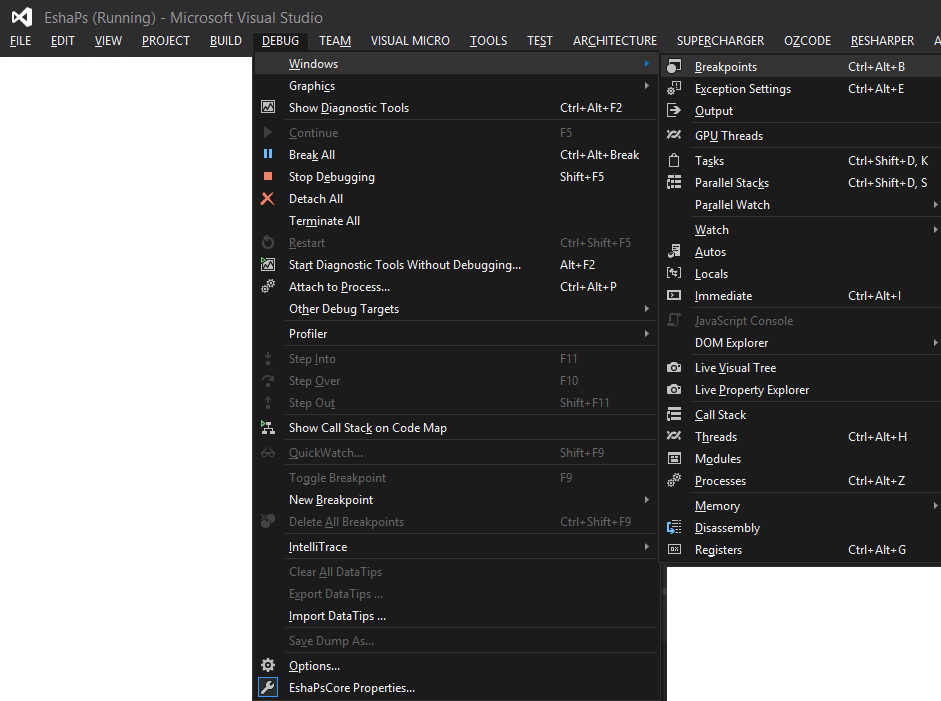 EshaPs (Running) - Microsoft Visual Studio
FILE EDIT VIEW PROJECT BUILD DEBUG TEAM VISUAL MICRO TOOLS TEST ARCHITECTURE SUPERCHARGER OZCODE RESHARPER A
Windows
Graphics
Show Diagnostic Tools Ctrl+Alt+F2
Continue F5
Break All Ctrl+Alt+Break
Stop Debugging Shift+F5
Detach All
Terminate All
Restart Ctrl+Shift+F5
Start Diagnostic Tools Without Debugging... Alt+F2
Attach to Process... Ctrl+Alt+P
Other Debug Targets
Profiler
Step Into F11
Step Over F10
Step Out Shift+F11
Show Call Stack on Code Map
QuickWatch... Shift+F9
Toggle Breakpoint F9
New Breakpoint
Delete All Breakpoints Ctrl+Shift+F9
IntelliTrace
Clear All DataTips
Export DataTips ...
Import DataTips ...
Save Dump As...
Options...
EshaPsCore Properties...
Breakpoints Ctrl+Alt+B
Exception Settings Ctrl+Alt+E
Output
GPU Threads
Tasks Ctrl+Shift+D, K
Parallel Stacks Ctrl+Shift+D, S
Parallel Watch
Watch
Autos
Locals
Immediate Ctrl+Alt+I
JavaScript Console
DOM Explorer
Live Visual Tree
Live Property Explorer
Call Stack
Threads Ctrl+Alt+H
Modules
Processes Ctrl+Alt+Z
Memory
Disassembly
Registers Ctrl+Alt+G